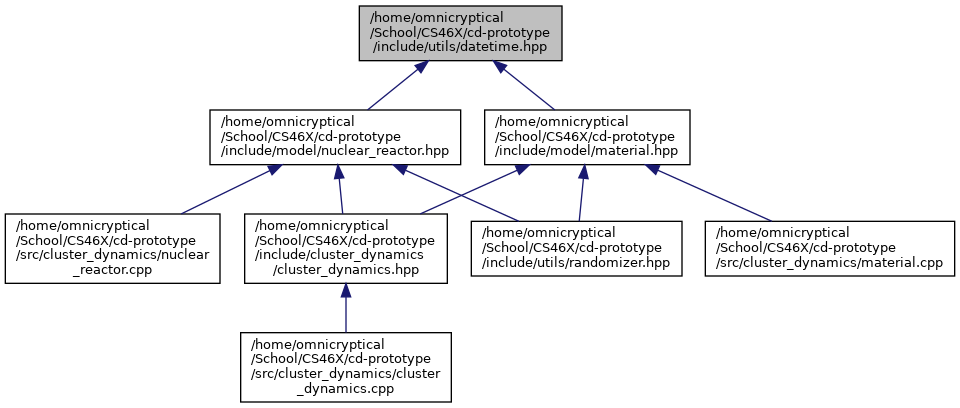 /home/omnicryptical
/School/CS46X/cd-prototype
/include/utils/datetime.hpp
/home/omnicryptical
/School/CS46X/cd-prototype
/include/model/nuclear_reactor.hpp
/home/omnicryptical
/School/CS46X/cd-prototype
/include/model/material.hpp
/home/omnicryptical
/School/CS46X/cd-prototype
/src/cluster_dynamics/nuclear
_reactor.cpp
/home/omnicryptical
/School/CS46X/cd-prototype
/include/cluster_dynamics
/cluster_dynamics.hpp
/home/omnicryptical
/School/CS46X/cd-prototype
/include/utils/randomizer.hpp
/home/omnicryptical
/School/CS46X/cd-prototype
/src/cluster_dynamics/material.cpp
/home/omnicryptical
/School/CS46X/cd-prototype
/src/cluster_dynamics/cluster
_dynamics.cpp